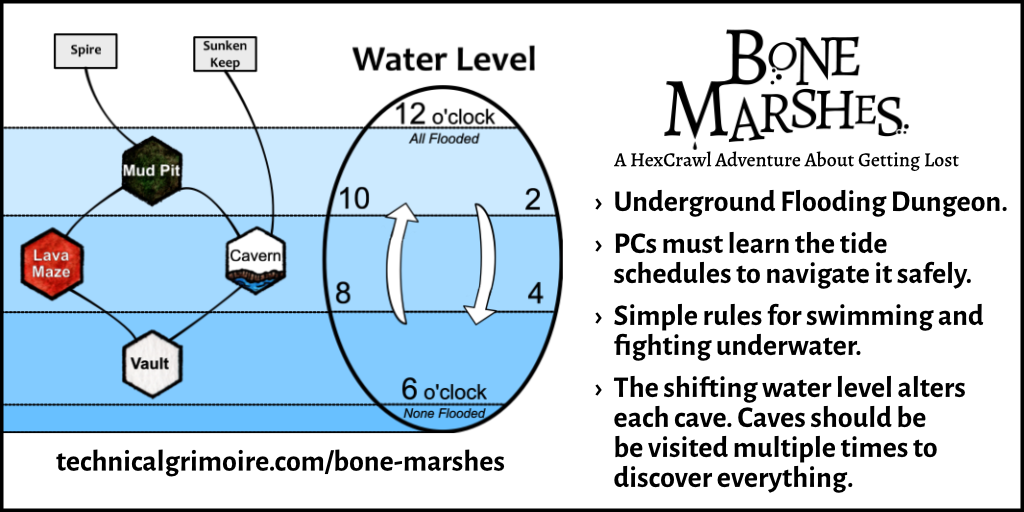 Spire
Sunken
Keep
Mud Pit
Lava
Maze
Cavern
Vault
Water Level
12 o'clock
All Flooded
10 2
8 4
6 o'clock
None Flooded
technicalgrimoire.com/bone-marshes
BONE
MARSHES
A HexCrawl Adventure About Getting Lost
› Underground Flooding Dungeon.
› PCs must learn the tide
schedules to navigate it safely.
› Simple rules for swimming and
fighting underwater.
› The shifting water level alters
each cave. Caves should be
be visited multiple times to
discover everything.